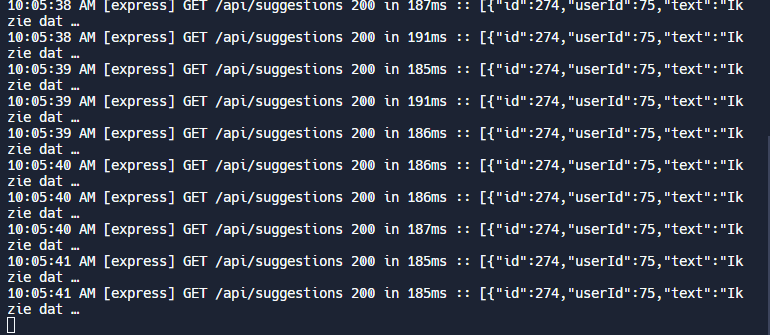 10:05:38 AM [express] GET /api/suggestions 200 in 187ms :: [{"id":274,"userId":75,"text":"Ik
zie dat …
10:05:38 AM [express] GET /api/suggestions 200 in 191ms :: [{"id":274,"userId":75,"text":"Ik
zie dat …
10:05:39 AM [express] GET /api/suggestions 200 in 185ms :: [{"id":274,"userId":75,"text":"Ik
zie dat …
10:05:39 AM [express] GET /api/suggestions 200 in 191ms :: [{"id":274,"userId":75,"text":"Ik
zie dat …
10:05:39 AM [express] GET /api/suggestions 200 in 186ms :: [{"id":274,"userId":75,"text":"Ik
zie dat …
10:05:40 AM [express] GET /api/suggestions 200 in 186ms :: [{"id":274,"userId":75,"text":"Ik
zie dat …
10:05:40 AM [express] GET /api/suggestions 200 in 186ms :: [{"id":274,"userId":75,"text":"Ik
zie dat …
10:05:40 AM [express] GET /api/suggestions 200 in 187ms :: [{"id":274,"userId":75,"text":"Ik
zie dat …
10:05:41 AM [express] GET /api/suggestions 200 in 185ms :: [{"id":274,"userId":75,"text":"Ik
zie dat …
10:05:41 AM [express] GET /api/suggestions 200 in 185ms :: [{"id":274,"userId":75,"text":"Ik
zie dat …